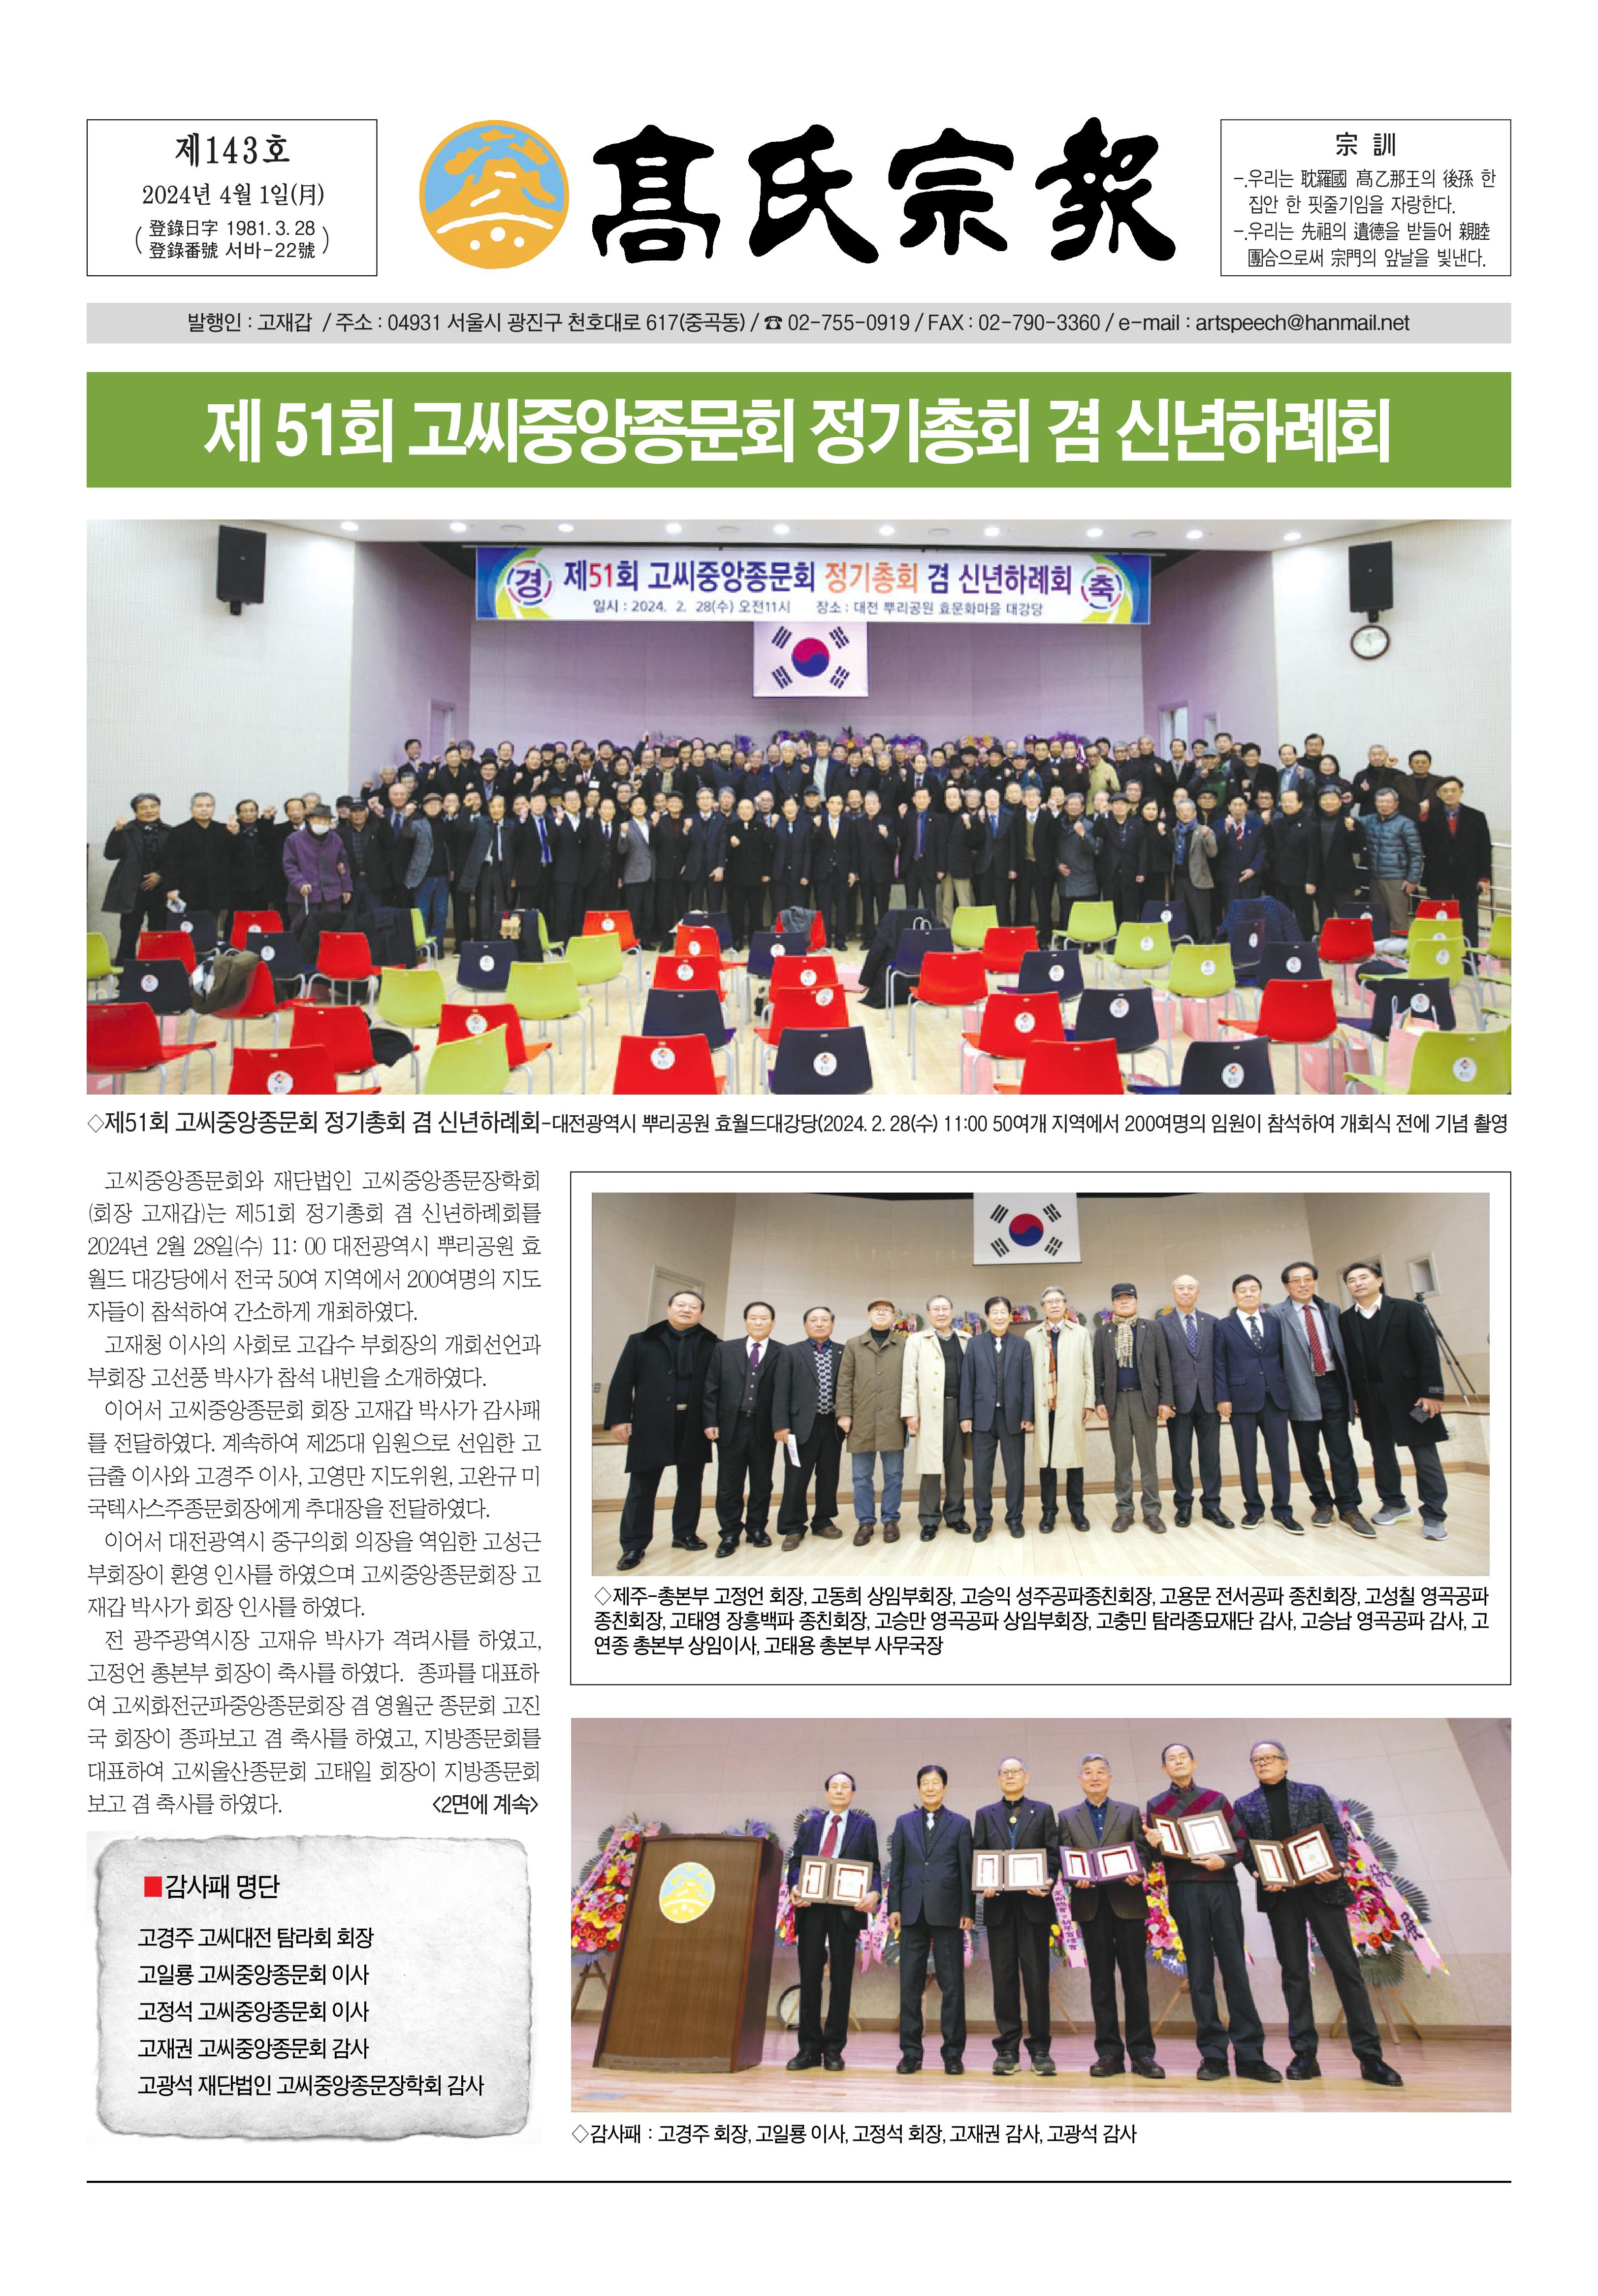 제143호
2024년 4월 1일(月)
( 登錄日字 1981. 3. 28
登錄番號 서바-22號 )
髙氏宗報
宗 訓
-.우리는 耽羅國 髙乙那王의 後孫 한
집안 한 핏줄기임을 자랑한다.
-.우리는 先祖의 遺德을 받들어 親睦
團合으로써 宗門의 앞날을 빛낸다.
발행인 : 고재갑 / 주소 : 04931 서울시 광진구 천호대로 617(중곡동) / ☎ 02-755-0919 / FAX : 02-790-3360 / e-mail : artspeech@hanmail.net
제 51회 고씨중앙종문회 정기총회 겸 신년하례회
경 제51회 고씨중앙종문회 정기총회 겸 신년하례회 축
일시 : 2024. 2. 28(수) 오전11시 장소 : 대전 뿌리공원 효문화마을 대강당
◇제51회 고씨중앙종문회 정기총회 겸 신년하례회-대전광역시 뿌리공원 효월드대강당(2024. 2. 28(수) 11:00 50여개 지역에서 200여명의 임원이 참석하여 개회식 전에 기념 촬영
고씨중앙종문회와 재단법인 고씨중앙종문장학회
(회장 고재갑)는 제51회 정기총회 겸 신년하례회를
2024년 2월 28일(수) 11: 00 대전광역시 뿌리공원 효
월드 대강당에서 전국 50여 지역에서 200여명의 지도
자들이 참석하여 간소하게 개최하였다.
고재청 이사의 사회로 고갑수 부회장의 개회선언과
부회장 고선풍 박사가 참석 내빈을 소개하였다.
이어서 고씨중앙종문회 회장 고재갑 박사가 감사패
를 전달하였다. 계속하여 제25대 임원으로 선임한 고
금출 이사와 고경주 이사, 고영만 지도위원, 고완규 미
국텍사스주종문회장에게 추대장을 전달하였다.
이어서 대전광역시 중구의회 의장을 역임한 고성근
부회장이 환영 인사를 하였으며 고씨중앙종문회장 고
재갑 박사가 회장 인사를 하였다.
전 광주광역시장 고재유 박사가 격려사를 하였고,
고정언 총본부 회장이 축사를 하였다. 종파를 대표하
여 고씨화전군파중앙종문회장 겸 영월군 종문회 고진
국 회장이 종파보고 겸 축사를 하였고, 지방종문회를
대표하여 고씨울산종문회 고태일 회장이 지방종문회
보고 겸 축사를 하였다. <2면에 계속>
◇제주-총본부 고정언 회장, 고동희 상임부회장, 고승익 성주공파종친회장, 고용문 전서공파 종친회장, 고성칠 영곡공파
종친회장, 고태영 장흥백파 종친회장, 고승만 영곡공파 상임부회장, 고충민 탐라종묘재단 감사, 고승남 영곡공파 감사, 고
연종 총본부 상임이사, 고태용 총본부 사무국장
■감사패 명단
고경주 고씨대전 탐라회 회장
고일룡 고씨중앙종문회 이사
고정석 고씨중앙종문회 이사
고재권 고씨중앙종문회 감사
고광석 재단법인 고씨중앙종문장학회 감사
◇감사패 : 고경주 회장, 고일룡 이사, 고정석 회장, 고재권 감사, 고광석 감사